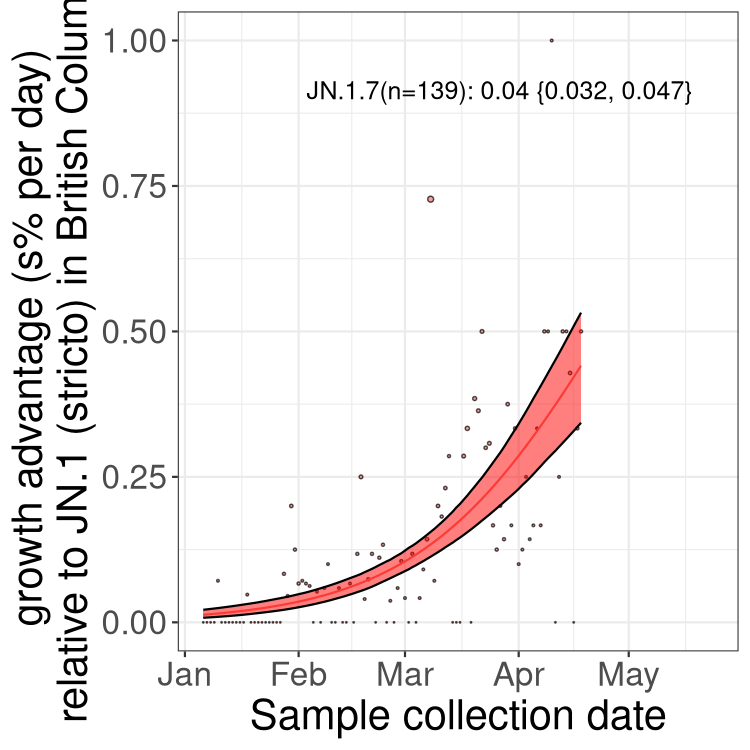 growth advantage (s% per day)
relative to JN.1 (stricto) in British Colum
1.00
0.75
0.50
0.25
0.00
JN.1.7(n=139): 0.04 {0.032, 0.047}
Jan Feb Mar Apr May
Sample collection date